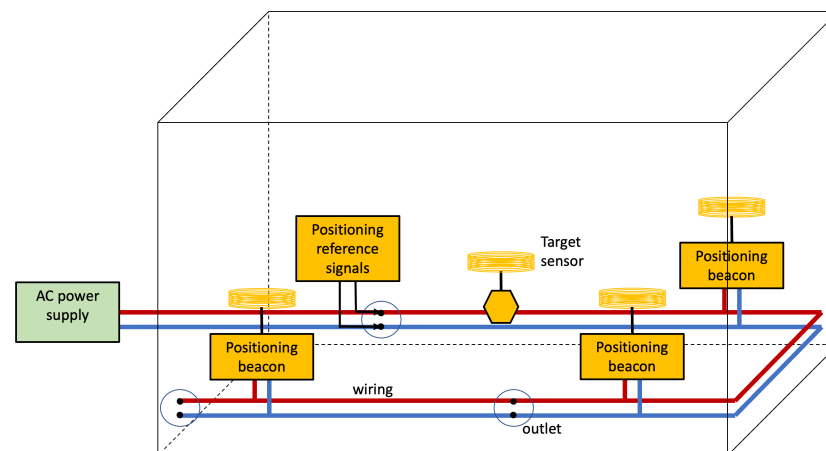 Positioning
reference
signals
Target
sensor
Positioning
beacon
AC power
supply
Positioning
beacon
Positioning
beacon
wiring
outlet